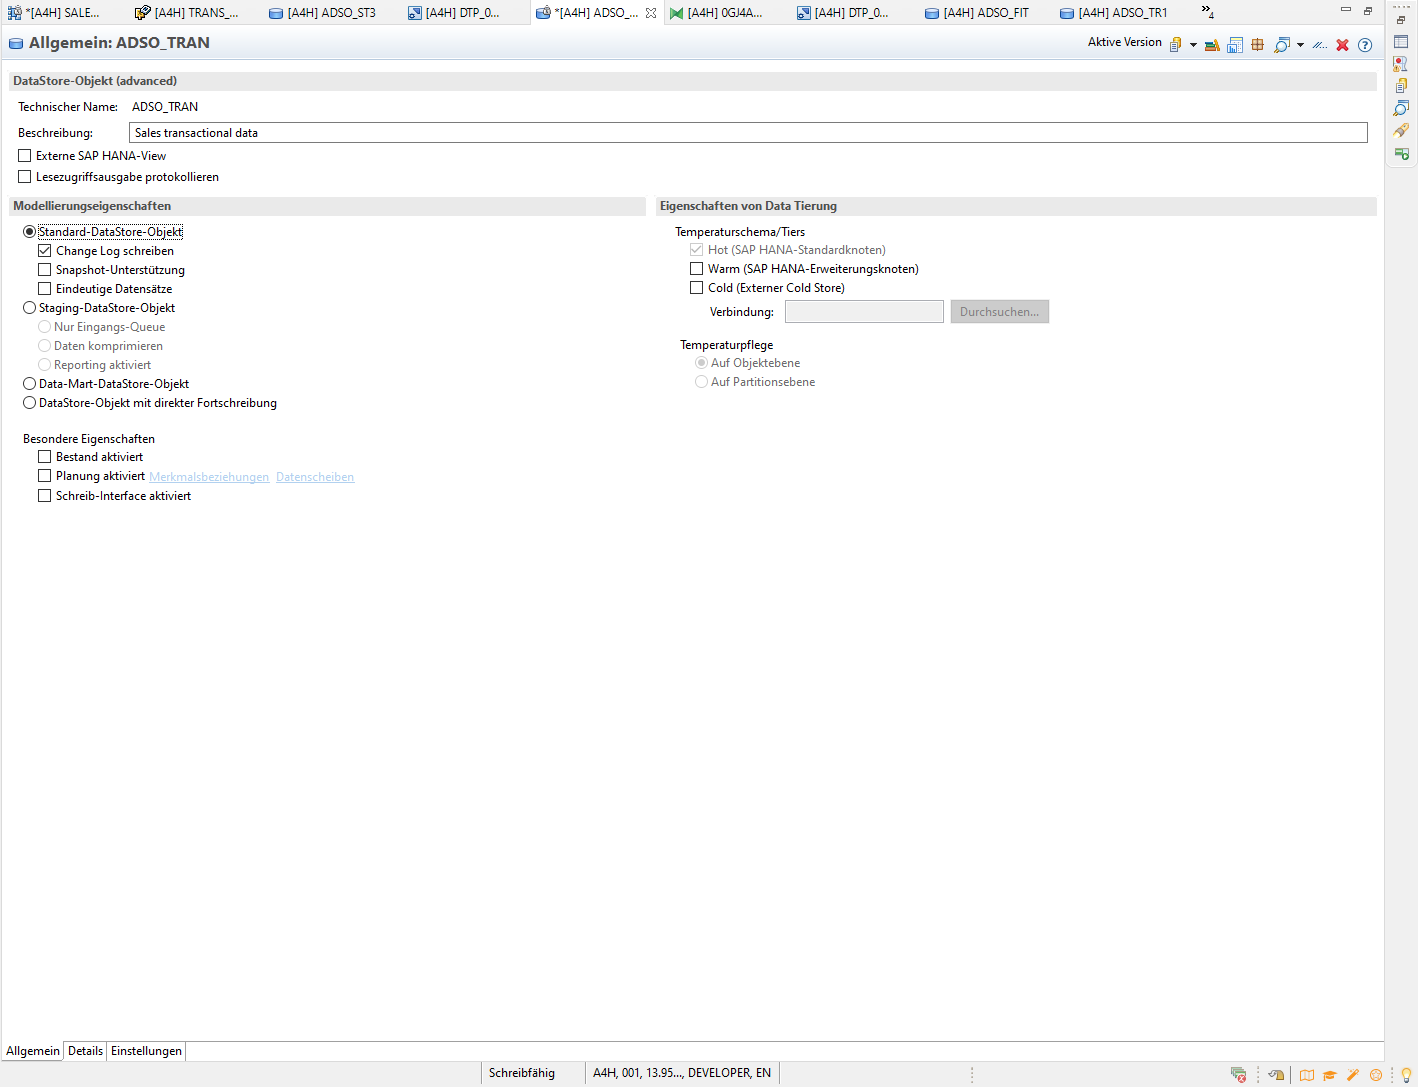 *[A4H] SALE... [A4H] TRANS_... [A4H] ADSO_ST3 [A4H] DTP_0... *[A4H] ADSO_... [A4H] 0GJ4A... [A4H] DTP_0... [A4H] ADSO_FIT [A4H] ADSO_TR1 »4
Allgemein: ADSO_TRAN Aktive Version
DataStore-Objekt (advanced)
Technischer Name: ADSO_TRAN
Beschreibung: Sales transactional data
Externe SAP HANA-View
Lesezugriffsausgabe protokollieren
Modellierungseigenschaften
Standard-DataStore-Objekt
Change Log schreiben
Snapshot-Unterstützung
Eindeutige Datensätze
Staging-DataStore-Objekt
Nur Eingangs-Queue
Daten komprimieren
Reporting aktiviert
Data-Mart-DataStore-Objekt
DataStore-Objekt mit direkter Fortschreibung
Besondere Eigenschaften
Bestand aktiviert
Planung aktiviert Merkmalsbeziehungen Datenscheiben
Schreib-Interface aktiviert
Eigenschaften von Data Tierung
Temperaturschema/Tiers
Hot (SAP HANA-Standardknoten)
Warm (SAP HANA-Erweiterungsknoten)
Cold (Externer Cold Store)
Verbindung: Durchsuchen...
Temperaturpflege
Auf Objektebene
Auf Partitionsebene
Allgemein Details Einstellungen
Schreibfähig A4H, 001, 13.95..., DEVELOPER, EN